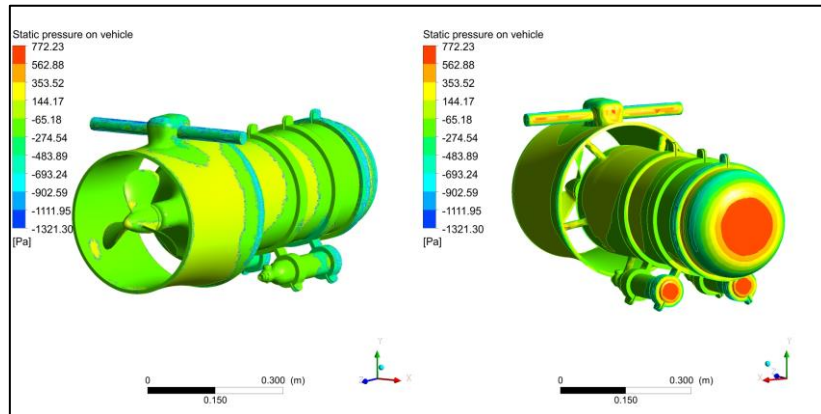 Static pressure on vehicle
772.23
562.88
353.52
144.17
-65.18
-274.54
-483.89
-693.24
-902.59
-1111.95
-1321.30
[Pa]
0
0.300 (m)
0.150
Y
Z
X
Static pressure on vehicle
772.23
562.88
353.52
144.17
-65.18
-274.54
-483.89
-693.24
-902.59
-1111.95
-1321.30
[Pa]
0
0.300 (m)
0.150
Y
X